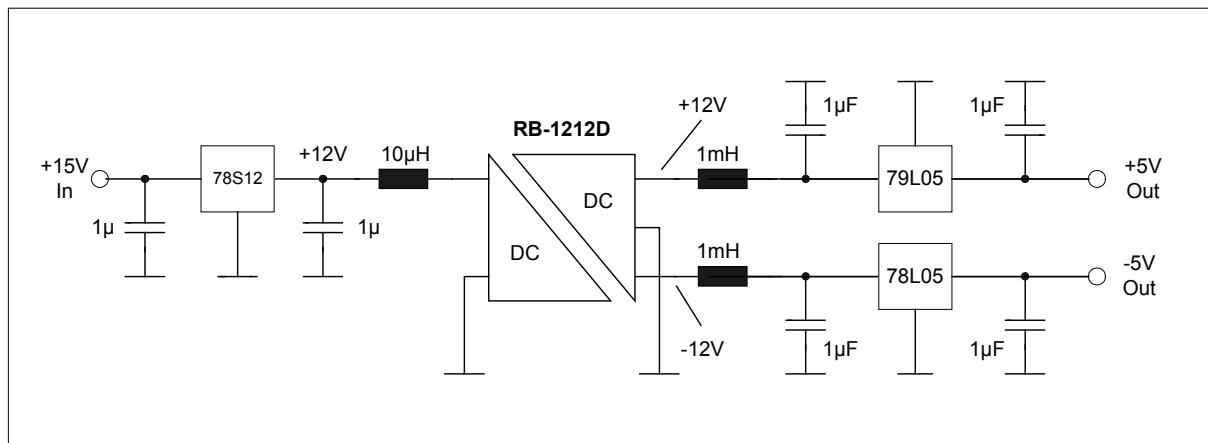 RB-1212D
+15V
In
1µ
78S12
+12V
1µ
10µH
DC
DC
+12V
-12V
1mH
1µF
79L05
1µF
+5V
Out
1mH
1µF
78L05
1µF
-5V
Out